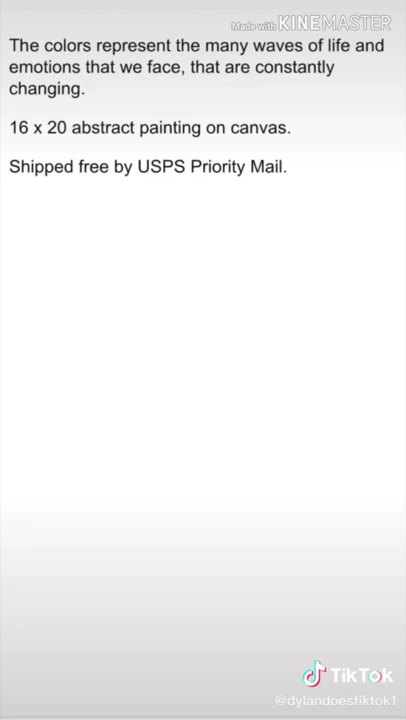 Made with KINEMASTER
The colors represent the many waves of life and
emotions that we face, that are constantly
changing.
16 x 20 abstract painting on canvas.
Shipped free by USPS Priority Mail.
TikTok
@dylandoestiktok1